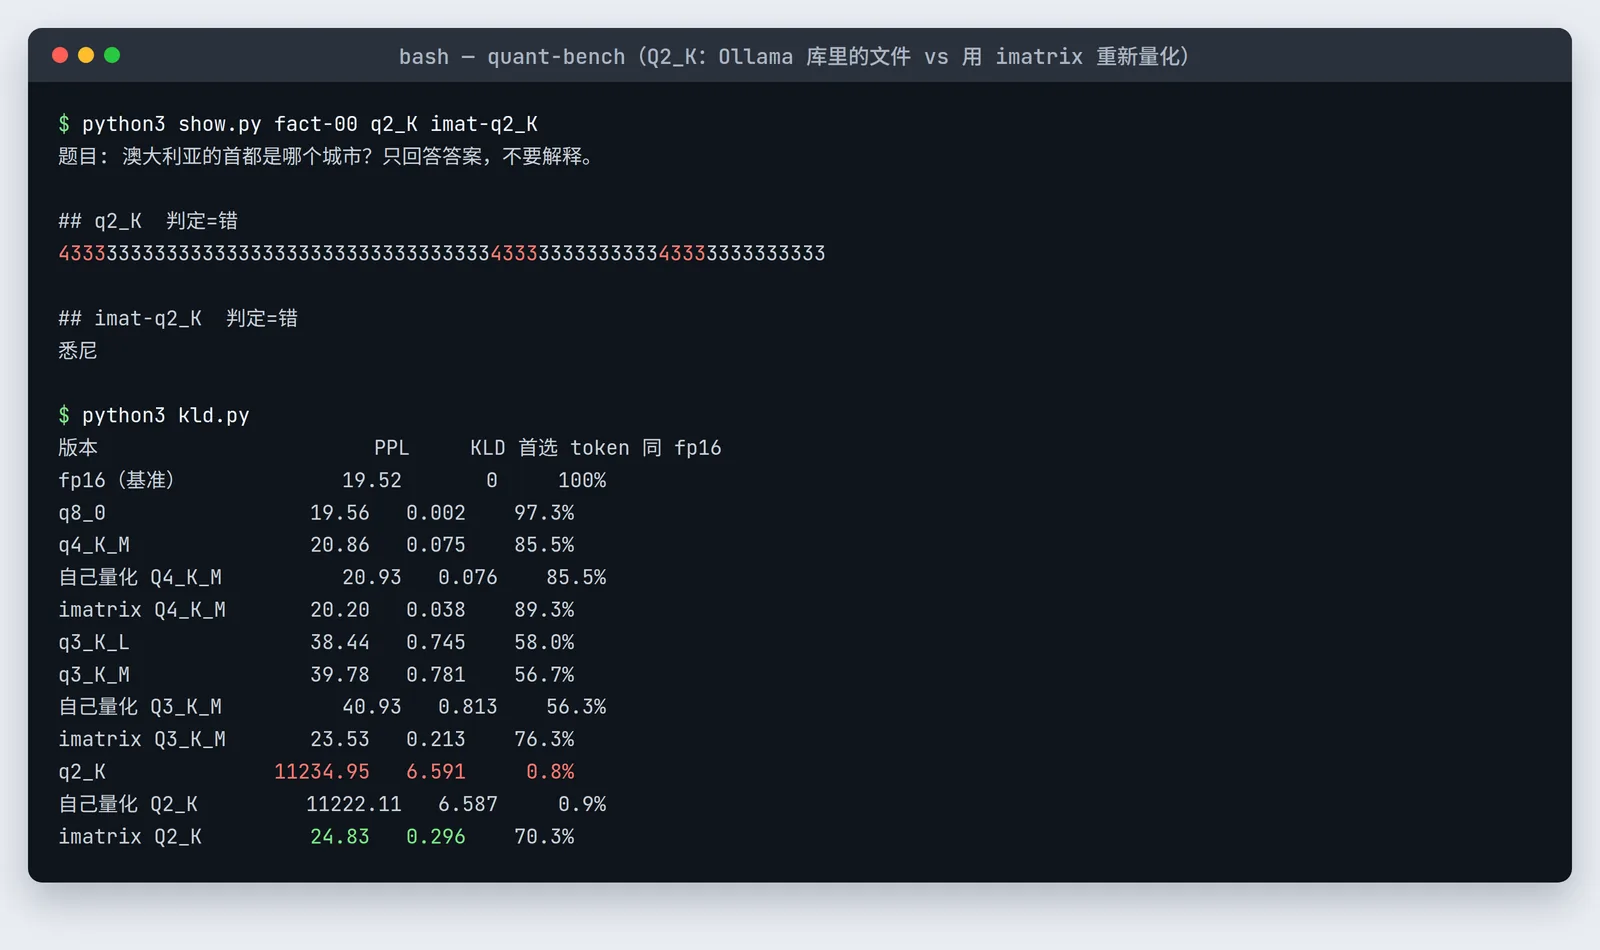 bash — quant-bench（Q2_K：Ollama 库里的文件 vs 用 imatrix 重新量化）
$ python3 show.py fact-00 q2_K imat-q2_K
题目：澳大利亚的首都是哪个城市？只回答答案，不要解释。
## q2_K  判定=错
4333333333333333333333333333333333334333333333333343333333333333
## imat-q2_K  判定=错
悉尼
$ python3 kld.py
版本 PPL KLD 首选 token 同 fp16
fp16（基准） 19.52 0 100%
q8_0 19.56 0.002 97.3%
q4_K_M 20.86 0.075 85.5%
自己量化 Q4_K_M 20.93 0.076 85.5%
imatrix Q4_K_M 20.20 0.038 89.3%
q3_K_L 38.44 0.745 58.0%
q3_K_M 39.78 0.781 56.7%
自己量化 Q3_K_M 40.93 0.813 56.3%
imatrix Q3_K_M 23.53 0.213 76.3%
q2_K 11234.95 6.591 0.8%
自己量化 Q2_K 11222.11 6.587 0.9%
imatrix Q2_K 24.83 0.296 70.3%